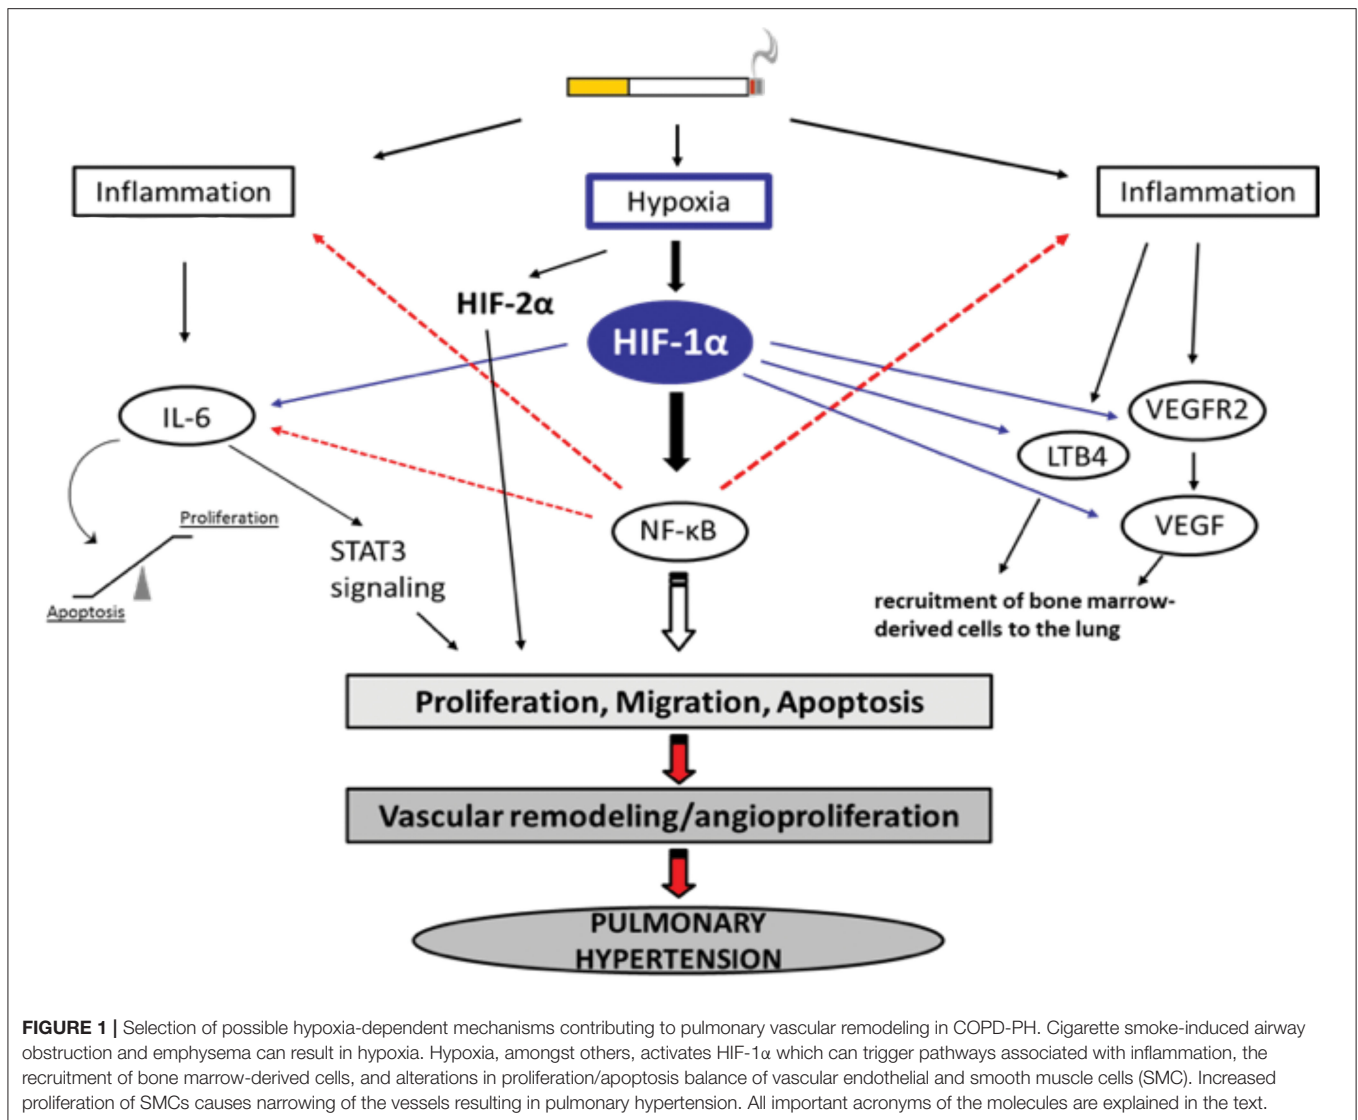 Inflammation
Hypoxia
Inflammation
HIF-2α
HIF-1α
IL-6
VEGFR2
LTB4
Proliferation
STAT3
signaling
Apoptosis
NF-κB
VEGF
recruitment of bone marrow-
derived cells to the lung
Proliferation, Migration, Apoptosis
Vascular remodeling/angioproliferation
PULMONARY
HYPERTENSION
FIGURE 1 | Selection of possible hypoxia-dependent mechanisms contributing to pulmonary vascular remodeling in COPD-PH. Cigarette smoke-induced airway
obstruction and emphysema can result in hypoxia. Hypoxia, amongst others, activates HIF-1α which can trigger pathways associated with inflammation, the
recruitment of bone marrow-derived cells, and alterations in proliferation/apoptosis balance of vascular endothelial and smooth muscle cells (SMC). Increased
proliferation of SMCs causes narrowing of the vessels resulting in pulmonary hypertension. All important acronyms of the molecules are explained in the text.